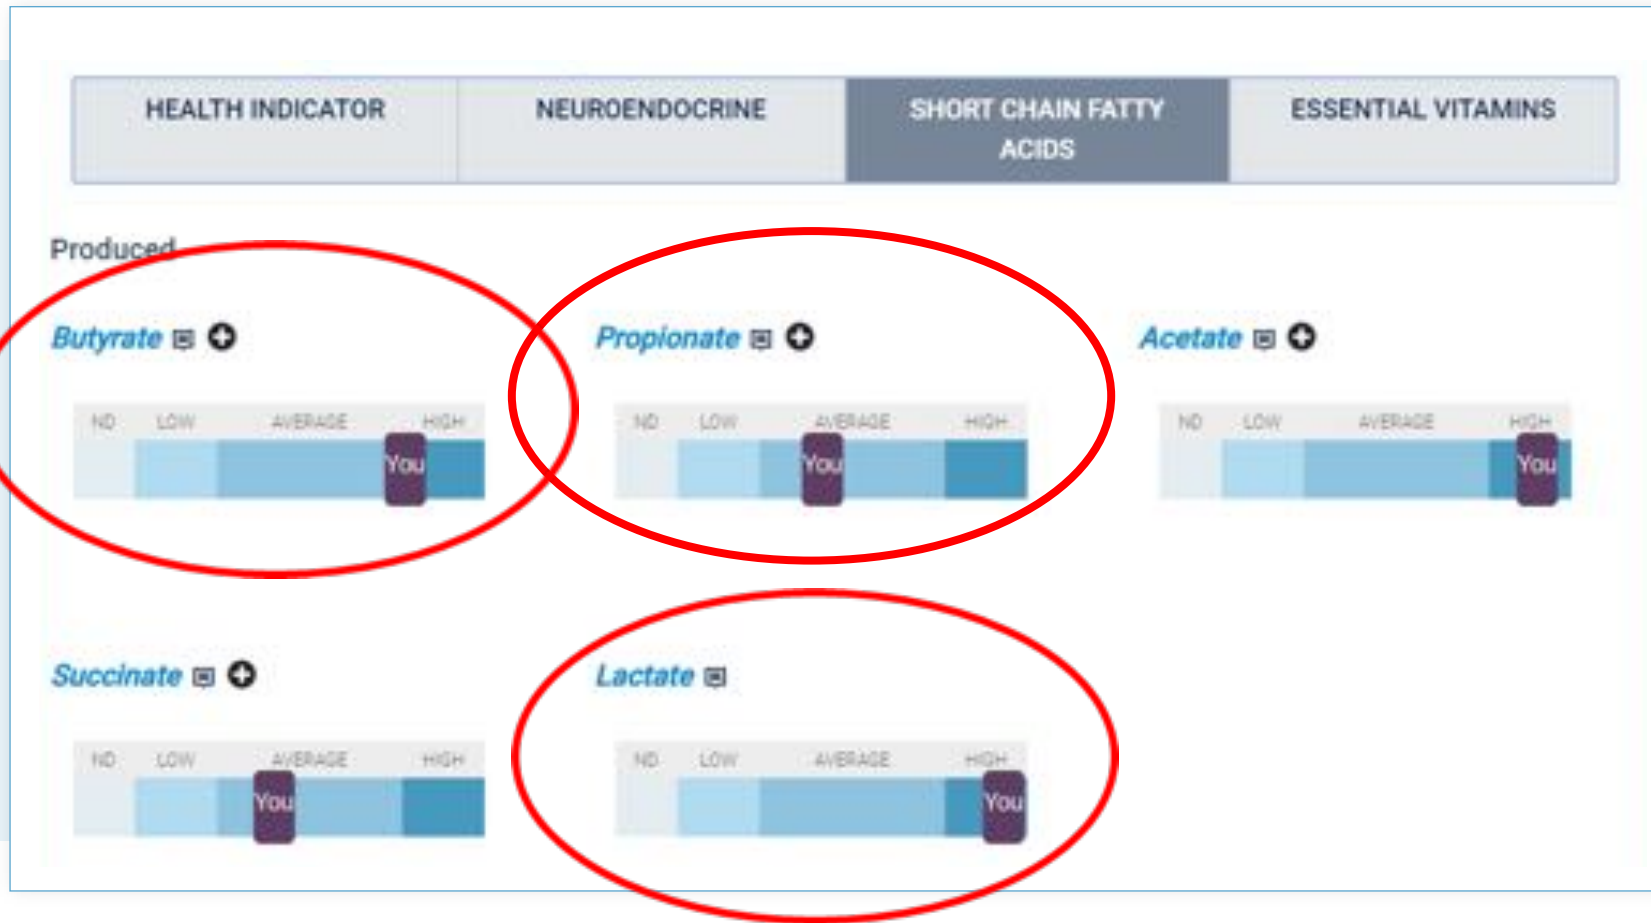 HEALTH INDICATOR
NEUROENDOCRINE
SHORT CHAIN FATTY
ACIDS
ESSENTIAL VITAMINS
Produced
Butyrate
Propionate
Acetate
ND LOW AVERAGE HIGH
You
ND LOW AVERAGE HIGH
You
ND LOW AVERAGE HIGH
You
Succinate
Lactate
ND LOW AVERAGE HIGH
You
ND LOW AVERAGE HIGH
You